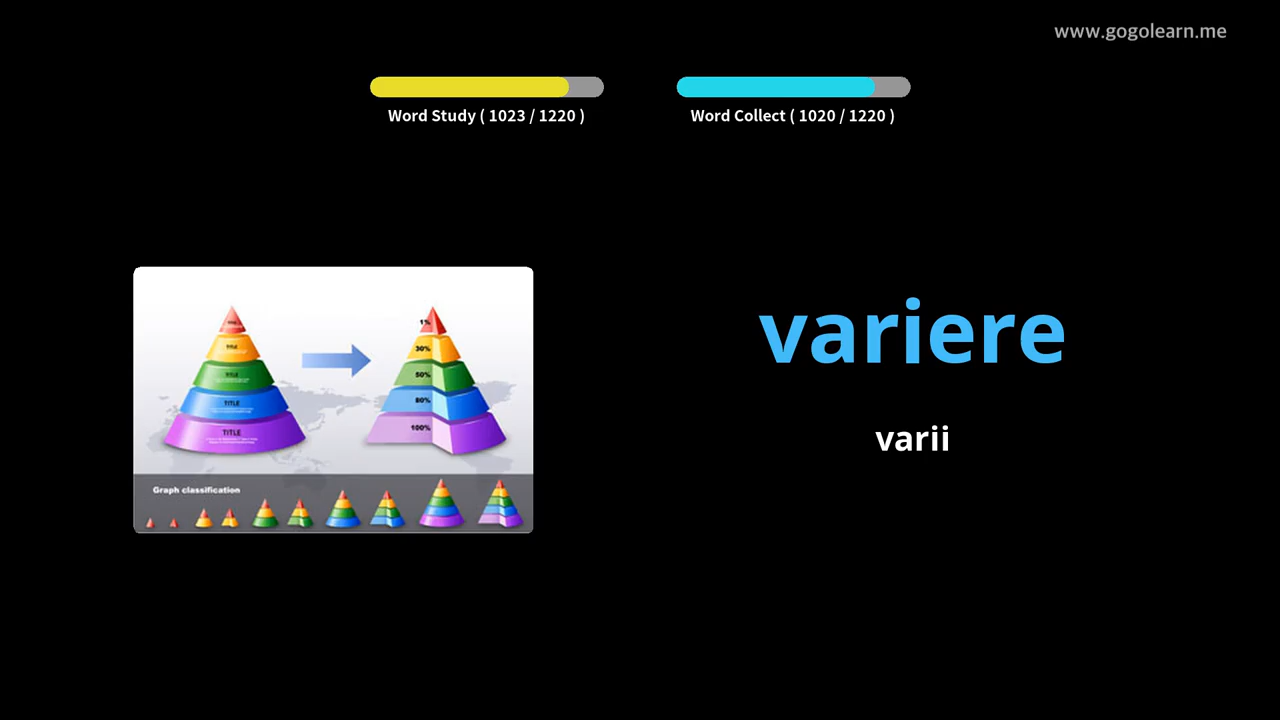 www.gogolearn.me
Word Study ( 1023 / 1220 )
Word Collect ( 1020 / 1220 )
variere
varii
TITLE
TITLE
TITLE
TITLE
1%
30%
50%
80%
100%
Graph classification